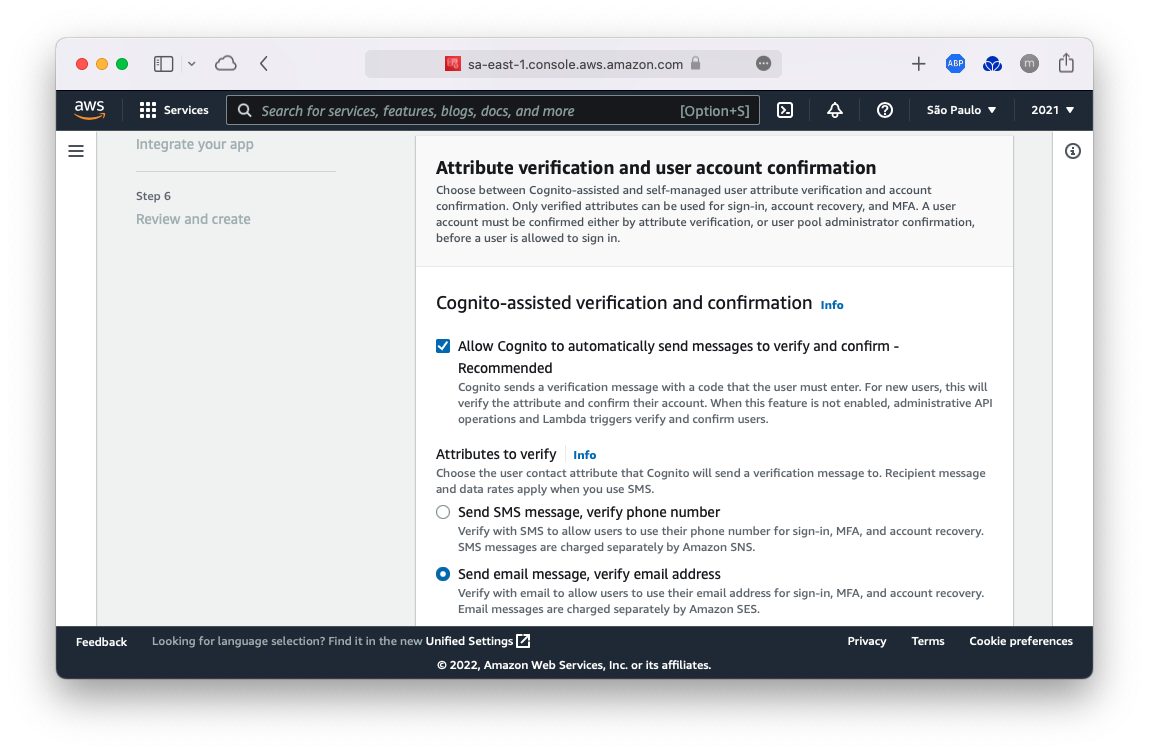 sa-east-1.console.aws.amazon.com
ABP
m
aws
Services
Search for services, features, blogs, docs, and more
[Option+S]
São Paulo
2021
Integrate your app
Step 6
Review and create
Attribute verification and user account confirmation
Choose between Cognito-assisted and self-managed user attribute verification and account
confirmation. Only verified attributes can be used for sign-in, account recovery, and MFA. A user
account must be confirmed either by attribute verification, or user pool administrator confirmation,
before a user is allowed to sign in.
Cognito-assisted verification and confirmation Info
Allow Cognito to automatically send messages to verify and confirm -
Recommended
Cognito sends a verification message with a code that the user must enter. For new users, this will
verify the attribute and confirm their account. When this feature is not enabled, administrative API
operations and Lambda triggers verify and confirm users.
Attributes to verify Info
Choose the user contact attribute that Cognito will send a verification message to. Recipient message
and data rates apply when you use SMS.
Send SMS message, verify phone number
Verify with SMS to allow users to use their phone number for sign-in, MFA, and account recovery.
SMS messages are charged separately by Amazon SNS.
Send email message, verify email address
Verify with email to allow users to use their email address for sign-in, MFA, and account recovery.
Email messages are charged separately by Amazon SES.
Feedback
Looking for language selection? Find it in the new Unified Settings
Privacy
Terms
Cookie preferences
© 2022, Amazon Web Services, Inc. or its affiliates.